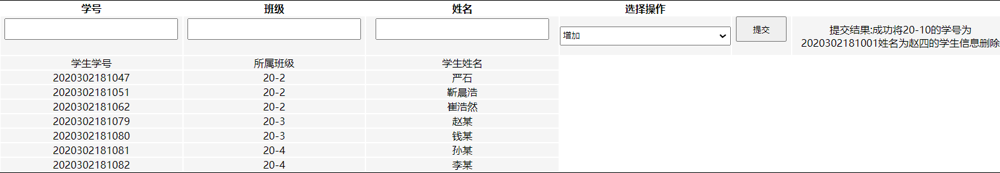 学号 班级 姓名 选择操作
增加 提交 提交结果:成功将20-10的学号为
2020302181001姓名为赵四的学生信息删除
学生学号 所属班级 学生姓名
2020302181047 20-2 严石
2020302181051 20-2 靳晨浩
2020302181062 20-2 崔浩然
2020302181079 20-3 赵某
2020302181080 20-3 钱某
2020302181081 20-4 孙某
2020302181082 20-4 李某